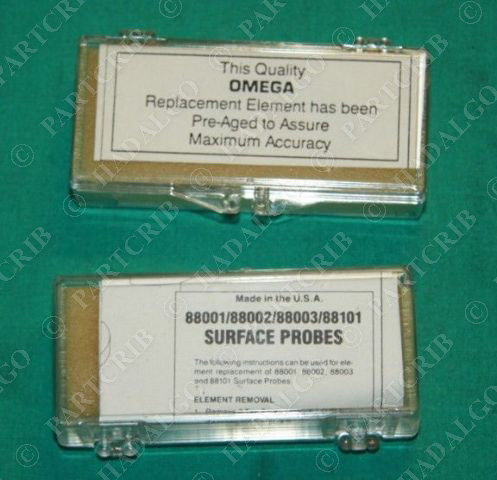 This Quality
OMEGA
Replacement Element has been
Pre-Aged to Assure
Maximum Accuracy
Made in the U.S.A.
88001/88002/88003/88101
SURFACE PROBES
The following instructions can be used for ele-
ment replacement of 88001, 88002, 88003
and 88101 Surface Probes.
ELEMENT REMOVAL
© PARTCRIB
© HADALGO